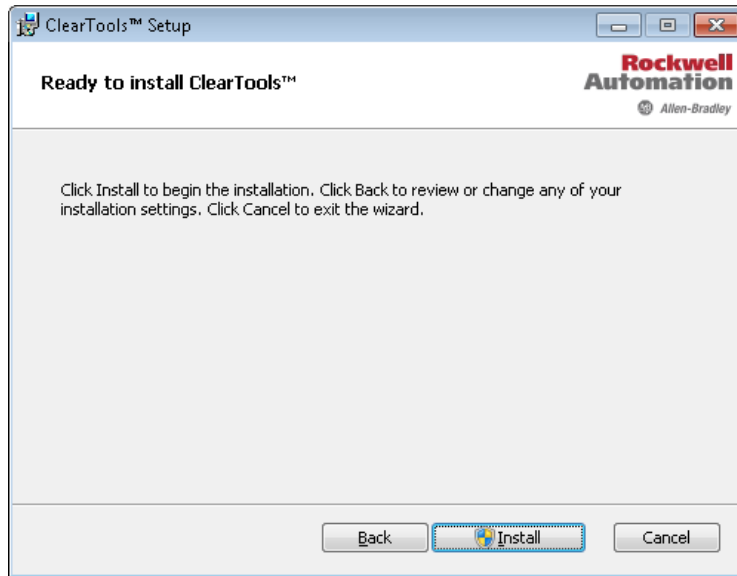 ClearTools™ Setup
Ready to install ClearTools™
Rockwell
Automation
AB Allen-Bradley
Click Install to begin the installation. Click Back to review or change any of your
installation settings. Click Cancel to exit the wizard.
Back
Install
Cancel